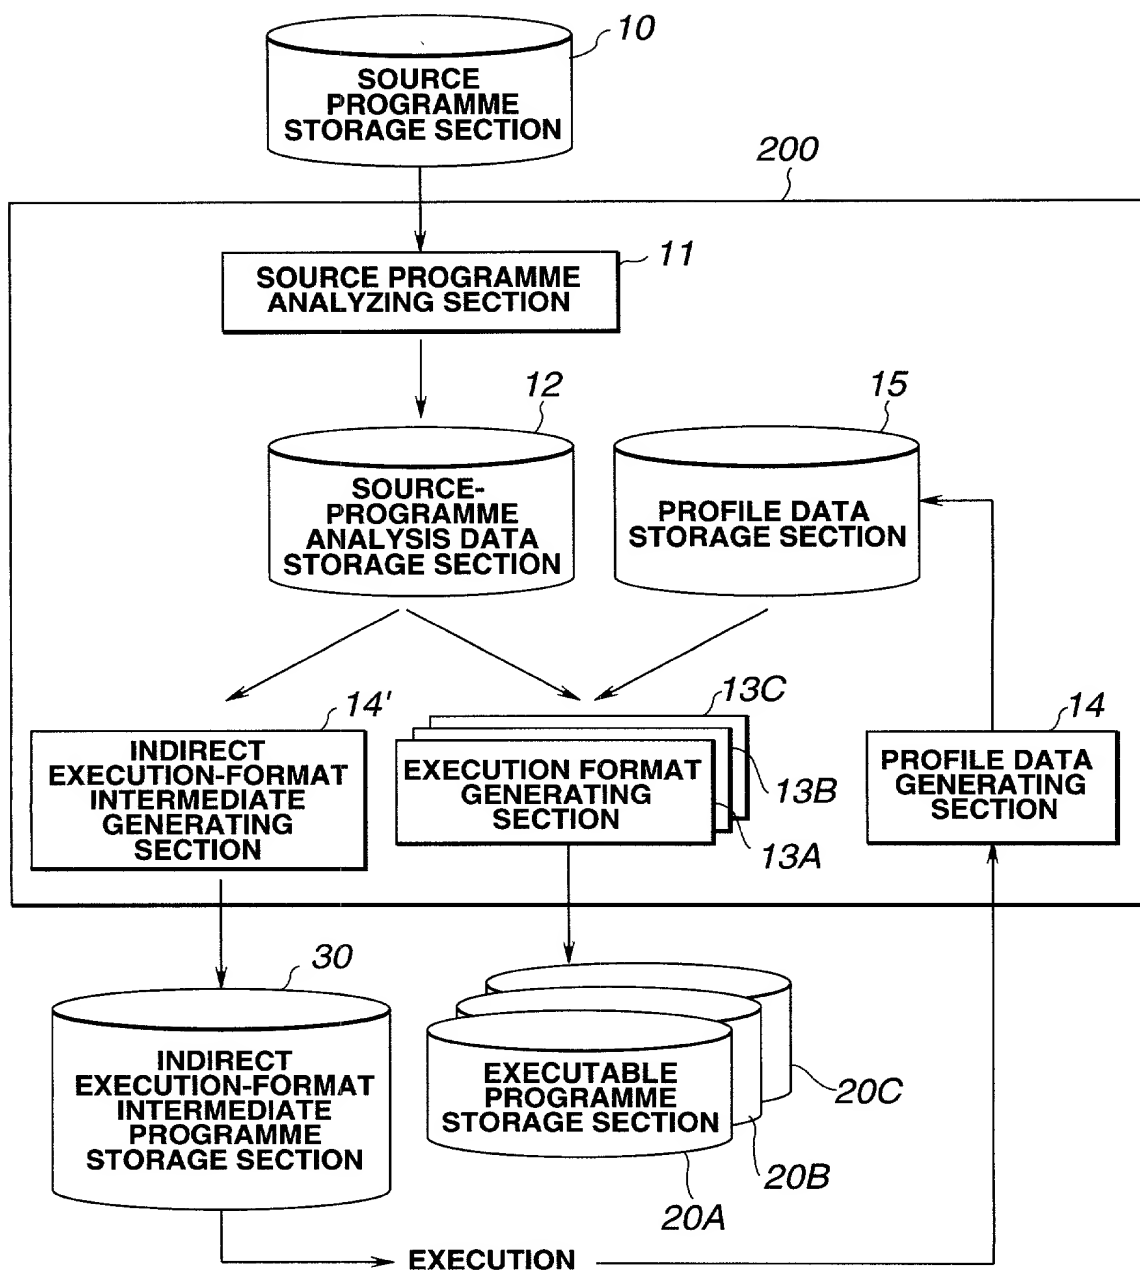 10
SOURCE
PROGRAMME
STORAGE SECTION
200
11
SOURCE PROGRAMME
ANALYZING SECTION
12
15
SOURCE-
PROGRAMME
ANALYSIS DATA
STORAGE SECTION
PROFILE DATA
STORAGE SECTION
14'
13C
14
INDIRECT
EXECUTION-FORMAT
INTERMEDIATE
GENERATING
SECTION
EXECUTION FORMAT
GENERATING
SECTION
13B
13A
PROFILE DATA
GENERATING
SECTION
30
INDIRECT
EXECUTION-FORMAT
INTERMEDIATE
PROGRAMME
STORAGE SECTION
EXECUTABLE
PROGRAMME
STORAGE SECTION
20C
20B
20A
EXECUTION